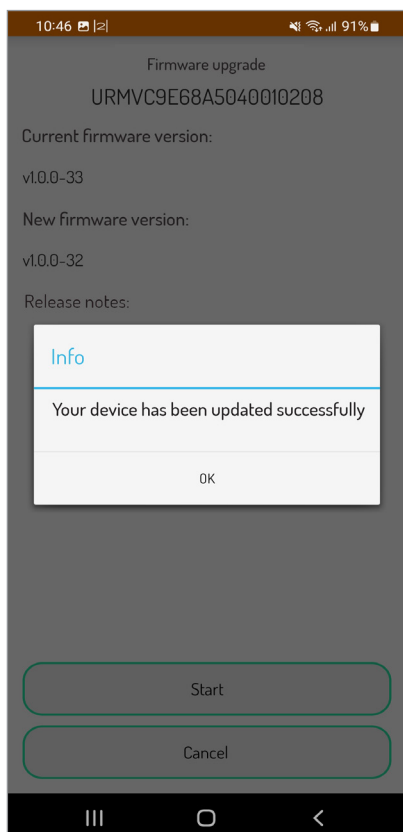 10:46
91%
Firmware upgrade
URMVC9E68A5040010208
Current firmware version:
v1.0.0-33
New firmware version:
v1.0.0-32
Release notes:
Info
Your device has been updated successfully
OK
Start
Cancel